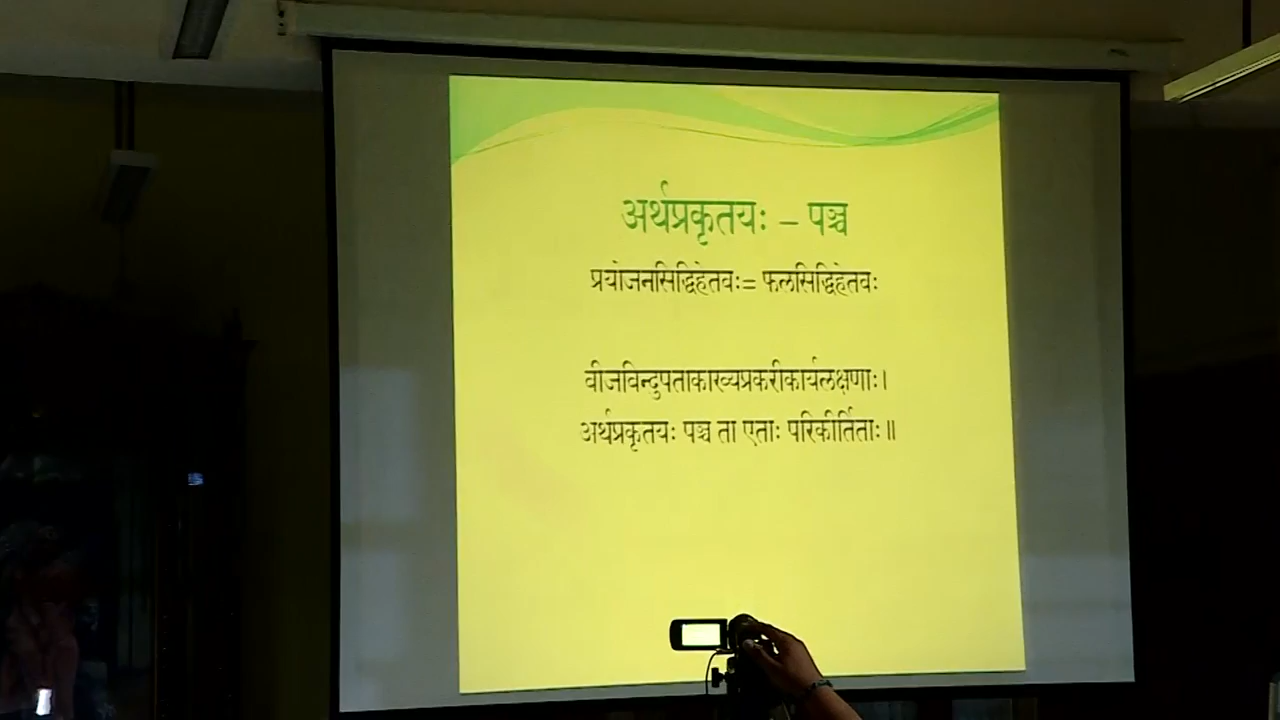 अर्थप्रकृतयः – पञ्च
प्रयोजनसिद्धिहेतवः= फलसिद्धिहेतवः
वीजविन्दुपताकाख्यप्रकरीकार्यलक्षणाः।
अर्थप्रकृतयः पञ्च ता एताः परिकीर्तिताः॥